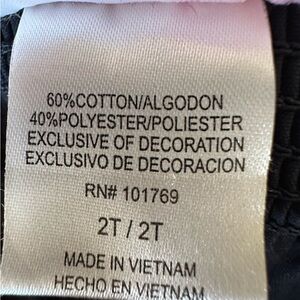 60%COTTON/ALGODON
40%POLYESTER/POLIESTER
EXCLUSIVE OF DECORATION
EXCLUSIVO DE DECORACION
RN# 101769
2T / 2T
MADE IN VIETNAM
HECHO EN VIETNAM